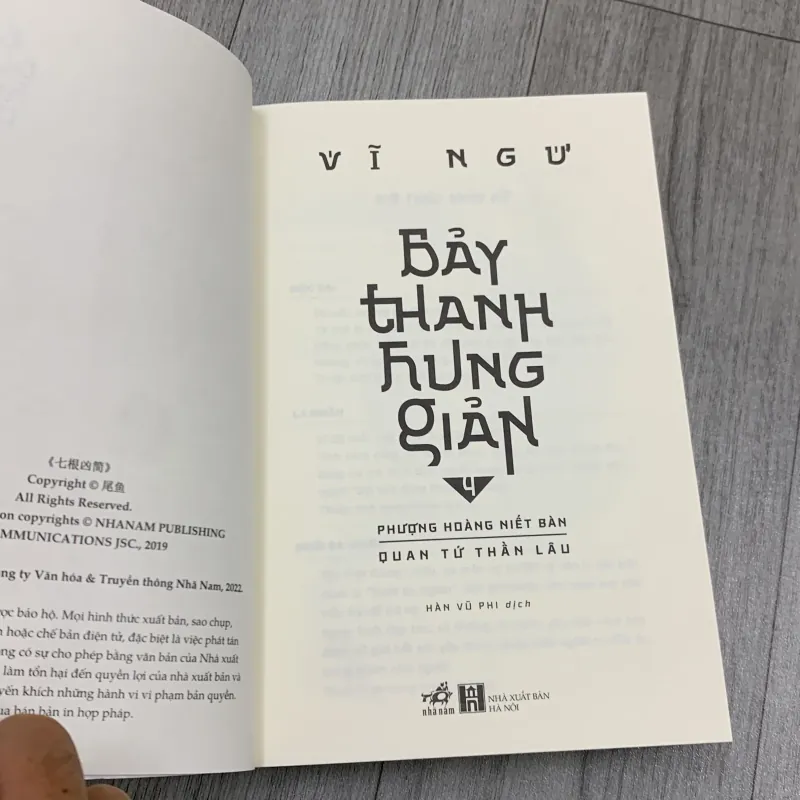 《七根凶简》
Copyright © 尾鱼
All Rights Reserved.
on copyrights © NHANAM PUBLISHING
MMUNICATIONS JSC., 2019
ng ty Văn hóa & Truyền thông Nhã Nam, 2022.
ợc bảo hộ. Mọi hình thức xuất bản, sao chụp,
h hoặc chế bản điện tử, đặc biệt là việc phát tán
ng có sự cho phép bằng văn bản của Nhà xuất
làm tổn hại đến quyền lợi của nhà xuất bản và
yến khích những hành vi vi phạm bản quyền.
ua bán bản in hợp pháp.
VĨ NGƯ
BẢY
THANH
HUNG
GIẢN
4
PHƯỢNG HOÀNG NIẾT BÀN
QUAN TỨ THẦN LÂU
HÀN VŨ PHI dịch
nhã nam
NHÀ XUẤT BẢN
HÀ NỘI